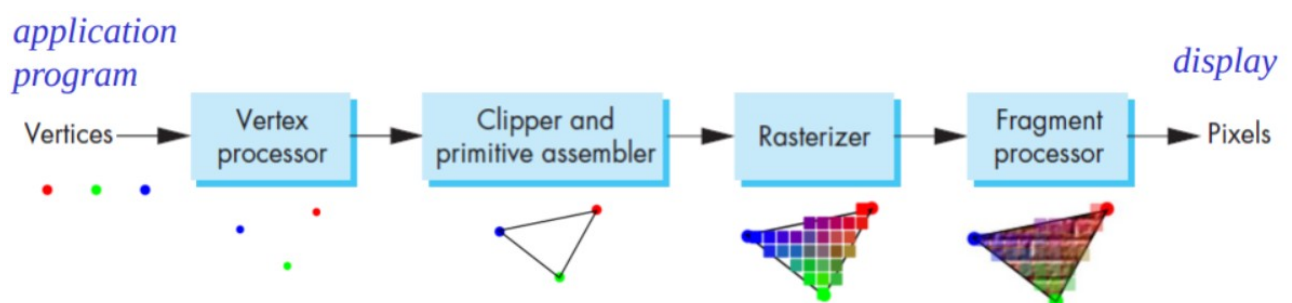 application
program
display
Vertices
Vertex
processor
Clipper and
primitive assembler
Rasterizer
Fragment
processor
Pixels